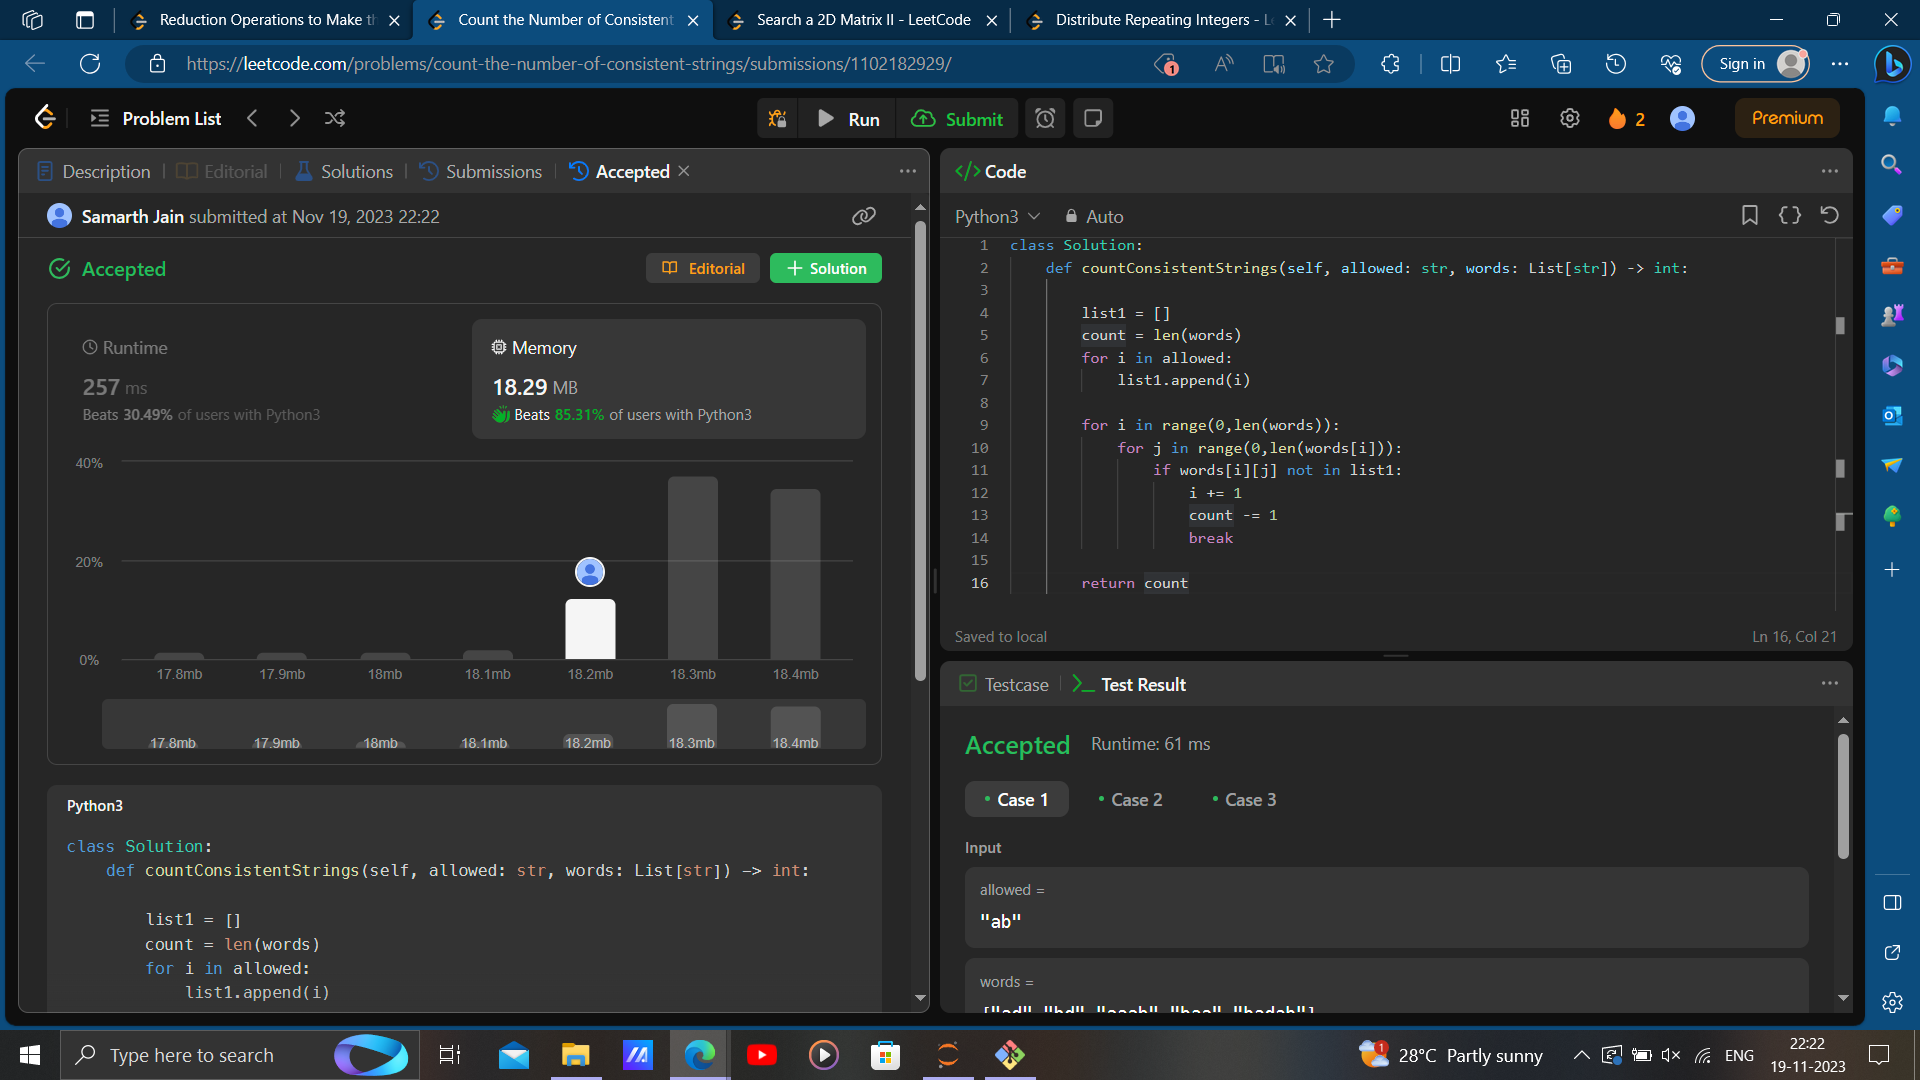 Reduction Operations to Make th
Count the Number of Consistent
Search a 2D Matrix II - LeetCode
Distribute Repeating Integers - Le
https://leetcode.com/problems/count-the-number-of-consistent-strings/submissions/1102182929/
1
Sign in
Problem List
Run
Submit
2
Premium
Description
Editorial
Solutions
Submissions
Accepted
Samarth Jain submitted at Nov 19, 2023 22:22
Accepted
Editorial
+ Solution
Runtime
257 ms
Beats 30.49% of users with Python3
Memory
18.29 MB
Beats 85.31% of users with Python3
40%
20%
0%
17.8mb 17.9mb 18mb 18.1mb 18.2mb 18.3mb 18.4mb
17.8mb 17.9mb 18mb 18.1mb 18.2mb 18.3mb 18.4mb
Python3
class Solution:
def countConsistentStrings(self, allowed: str, words: List[str]) -> int:
list1 = []
count = len(words)
for i in allowed:
list1.append(i)
</> Code
Python3
Auto
1 class Solution:
2 def countConsistentStrings(self, allowed: str, words: List[str]) -> int:
3
4 list1 = []
5 count = len(words)
6 for i in allowed:
7 list1.append(i)
8
9 for i in range(0,len(words)):
10 for j in range(0,len(words[i])):
11 if words[i][j] not in list1:
12 i += 1
13 count -= 1
14 break
15
16 return count
Saved to local
Ln 16, Col 21
Testcase
Test Result
Accepted Runtime: 61 ms
Case 1
Case 2
Case 3
Input
allowed =
"ab"
words =
["ad","bd","aaab","baa","badab"]
Type here to search
1
28°C Partly sunny
ENG
22:22
19-11-2023